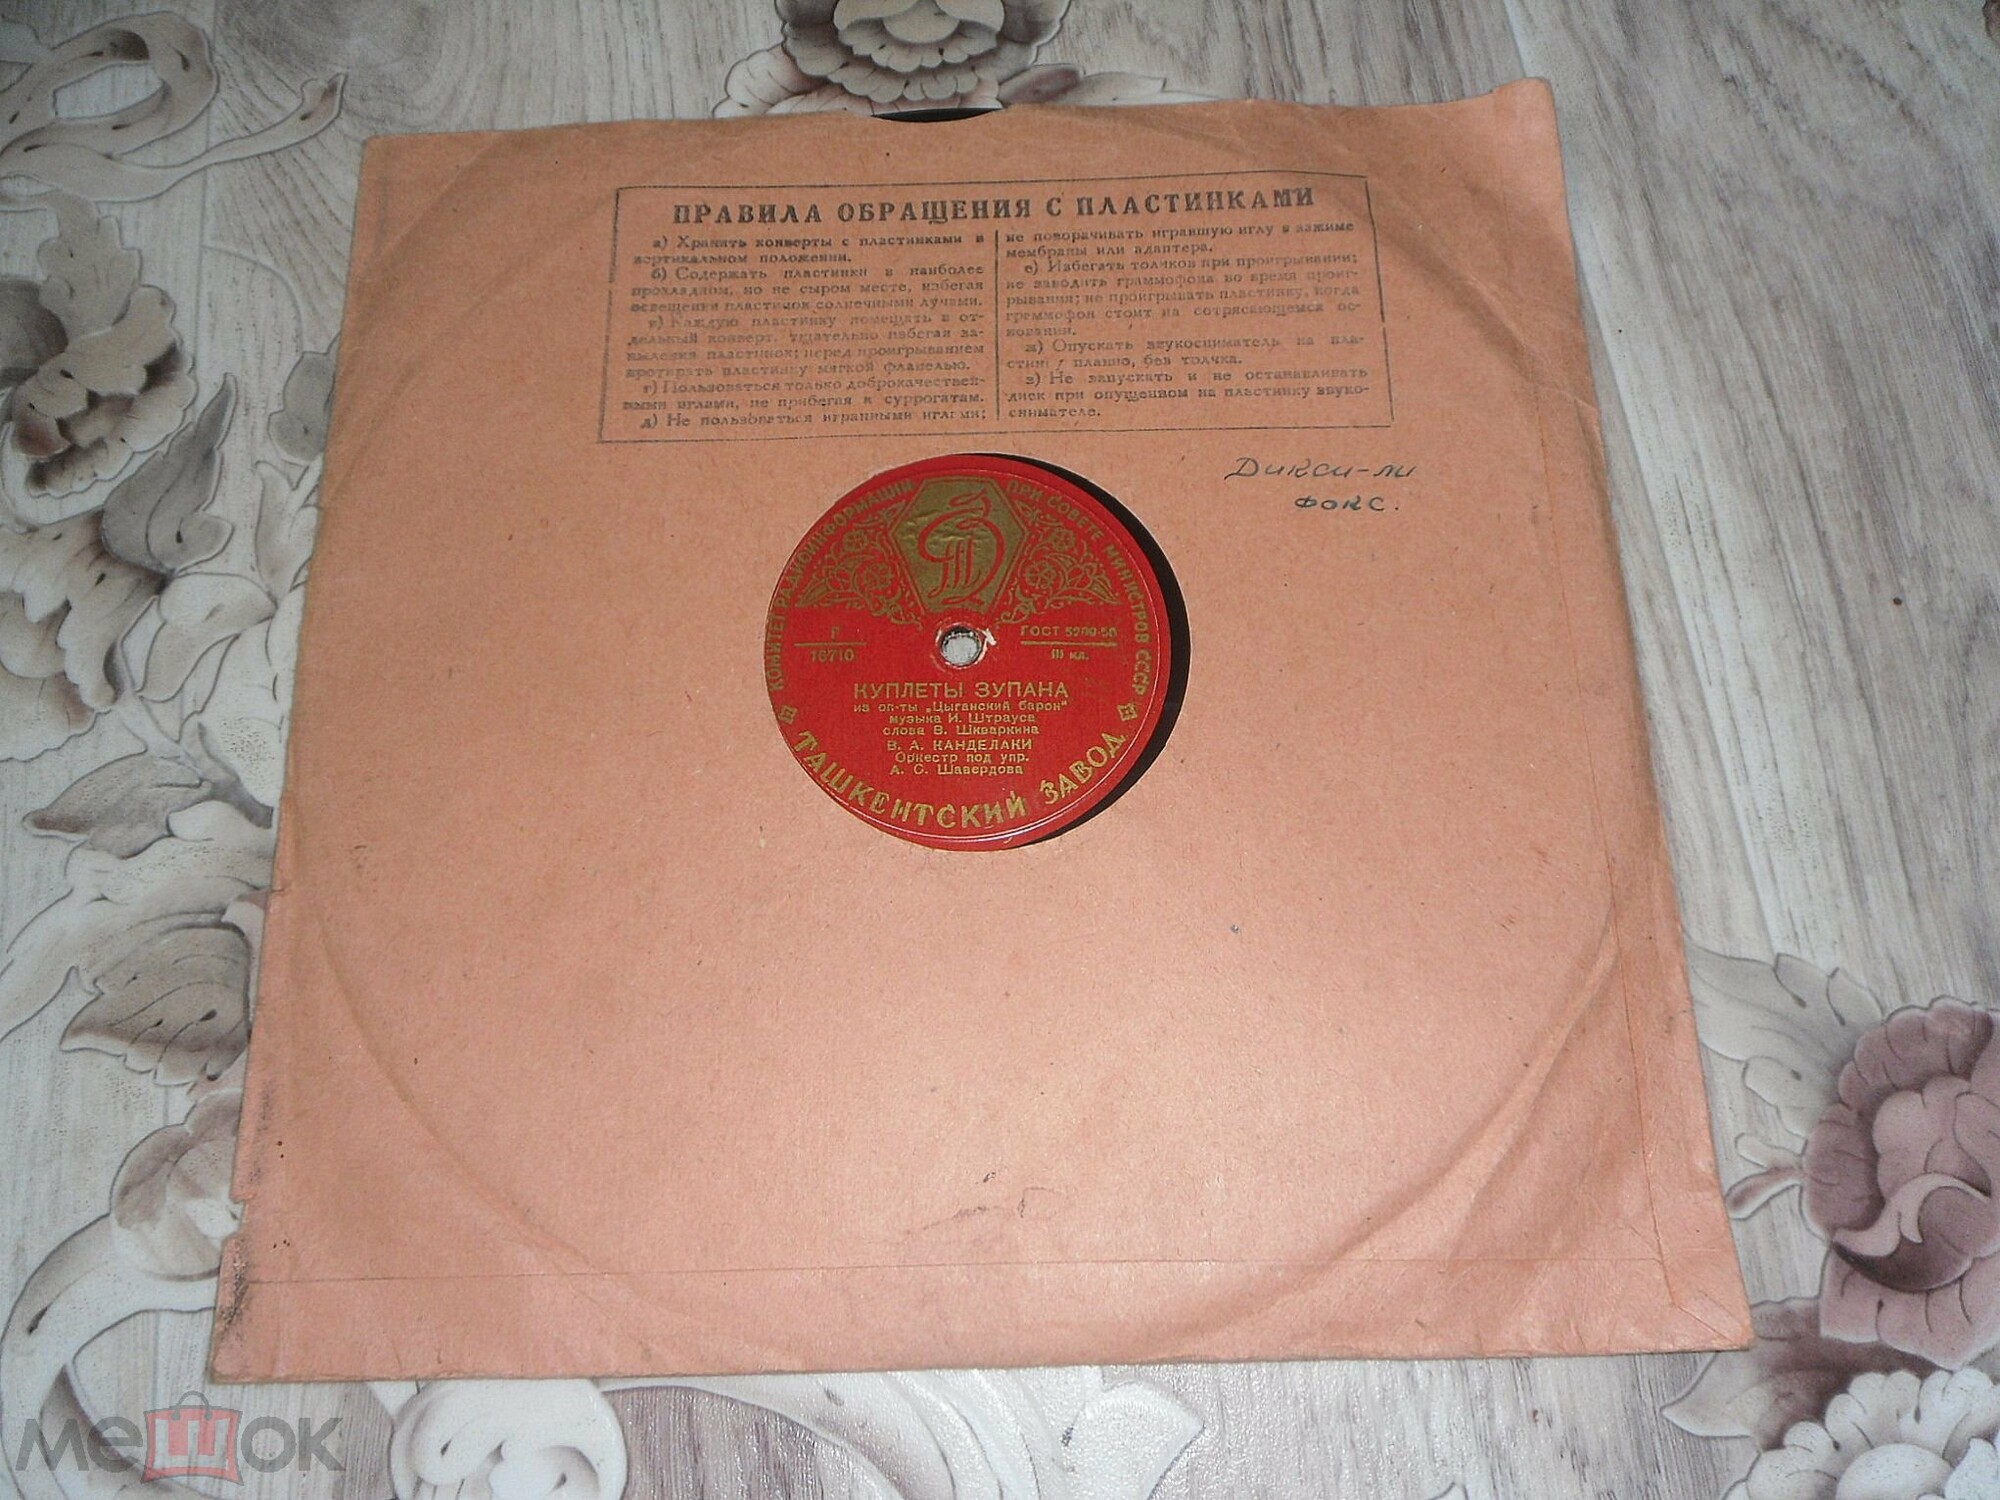 ПРАВИЛА ОБРАЩЕНИЯ С ПЛАСТИНКАМИ
а) Хранить конверты с пластинками в
вертикальном положении.
б) Содержать пластинки в наиболее
прохладном, но не сыром месте, избегая
освещения пластинок солнечными лучами.
в) Каждую пластинку помещать в от-
дельный конверт, тщательно избегая за-
пыления пластинок; перед проигрыванием
протирать пластинку мягкой фланелью.
г) Пользоваться только доброкачествен-
ными иглами, не прибегая к суррогатам.
д) Не пользоваться игранными иглами;
не поворачивать игравшую иглу в зажиме
мембраны или адаптера.
е) Избегать толчков при проигрывании;
не заводить граммофона во время проиг-
рывания; не проигрывать пластинку, когда
граммофон стоит на сотрясающемся ос-
новании.
ж) Опускать звукосниматель на пла-
стинку плавно, без толчка.
з) Не запускать и не останавливать
диск при опущенном на пластинку звуко-
снимателе.
Дикси-ли
фокс.
КОМИТЕТ РАДИОИНФОРМАЦИИ ПРИ СОВЕТЕ МИНИСТРОВ СССР
Г
16710
ГОСТ 5289-50
III кл.
КУПЛЕТЫ ЗУПАНА
из оп-ты „Цыганский барон"
музыка И. Штрауса
слова В. Шкваркина
В. А. КАНДЕЛАКИ
Оркестр под упр.
А. С. Шавердова
ТАШКЕНТСКИЙ ЗАВОД
мешок